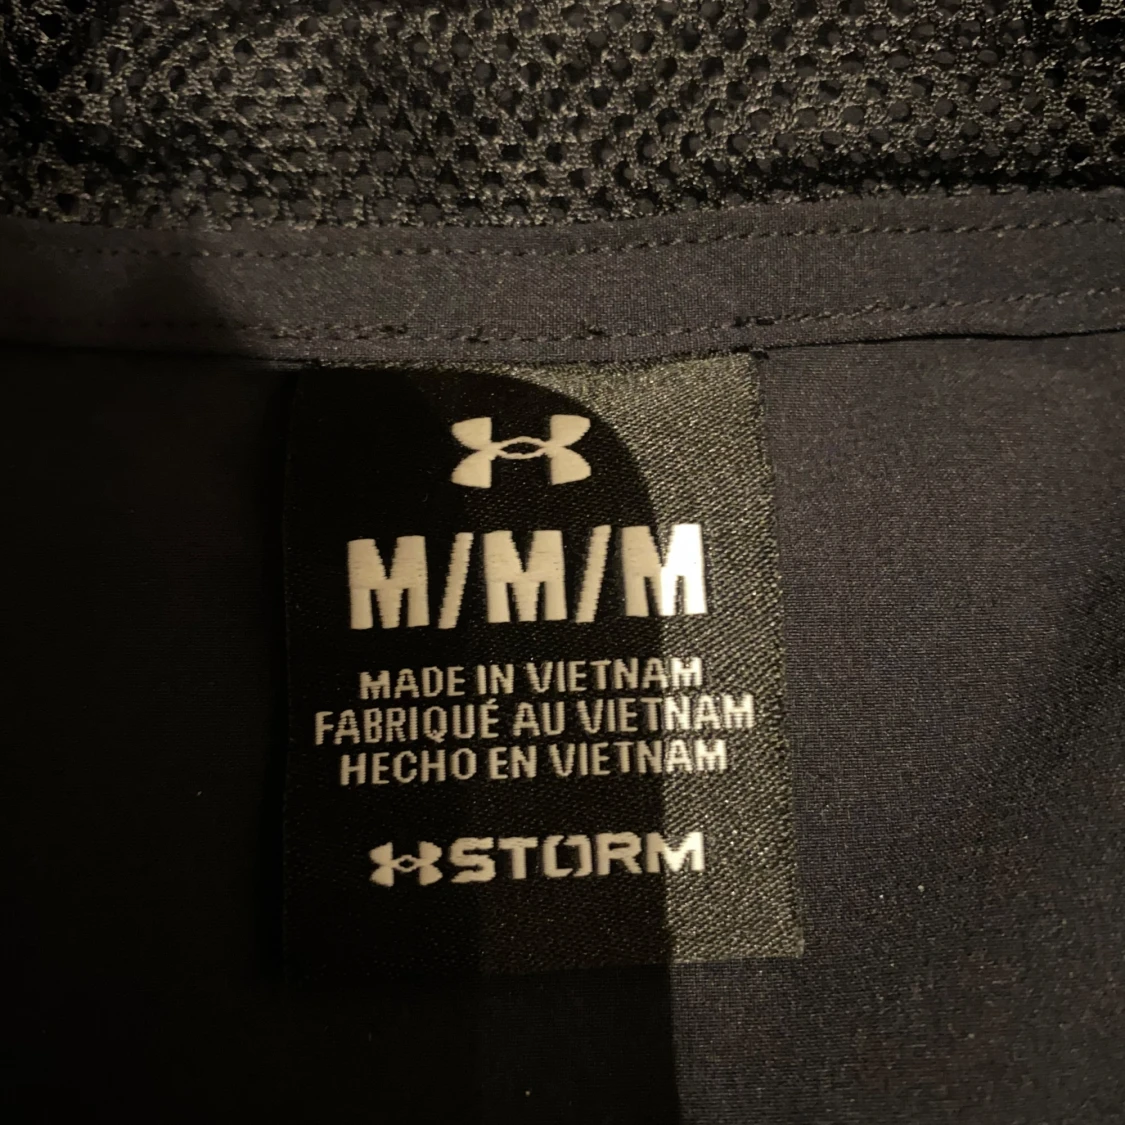 M/M/M
MADE IN VIETNAM
FABRIQUÉ AU VIETNAM
HECHO EN VIETNAM
STORM